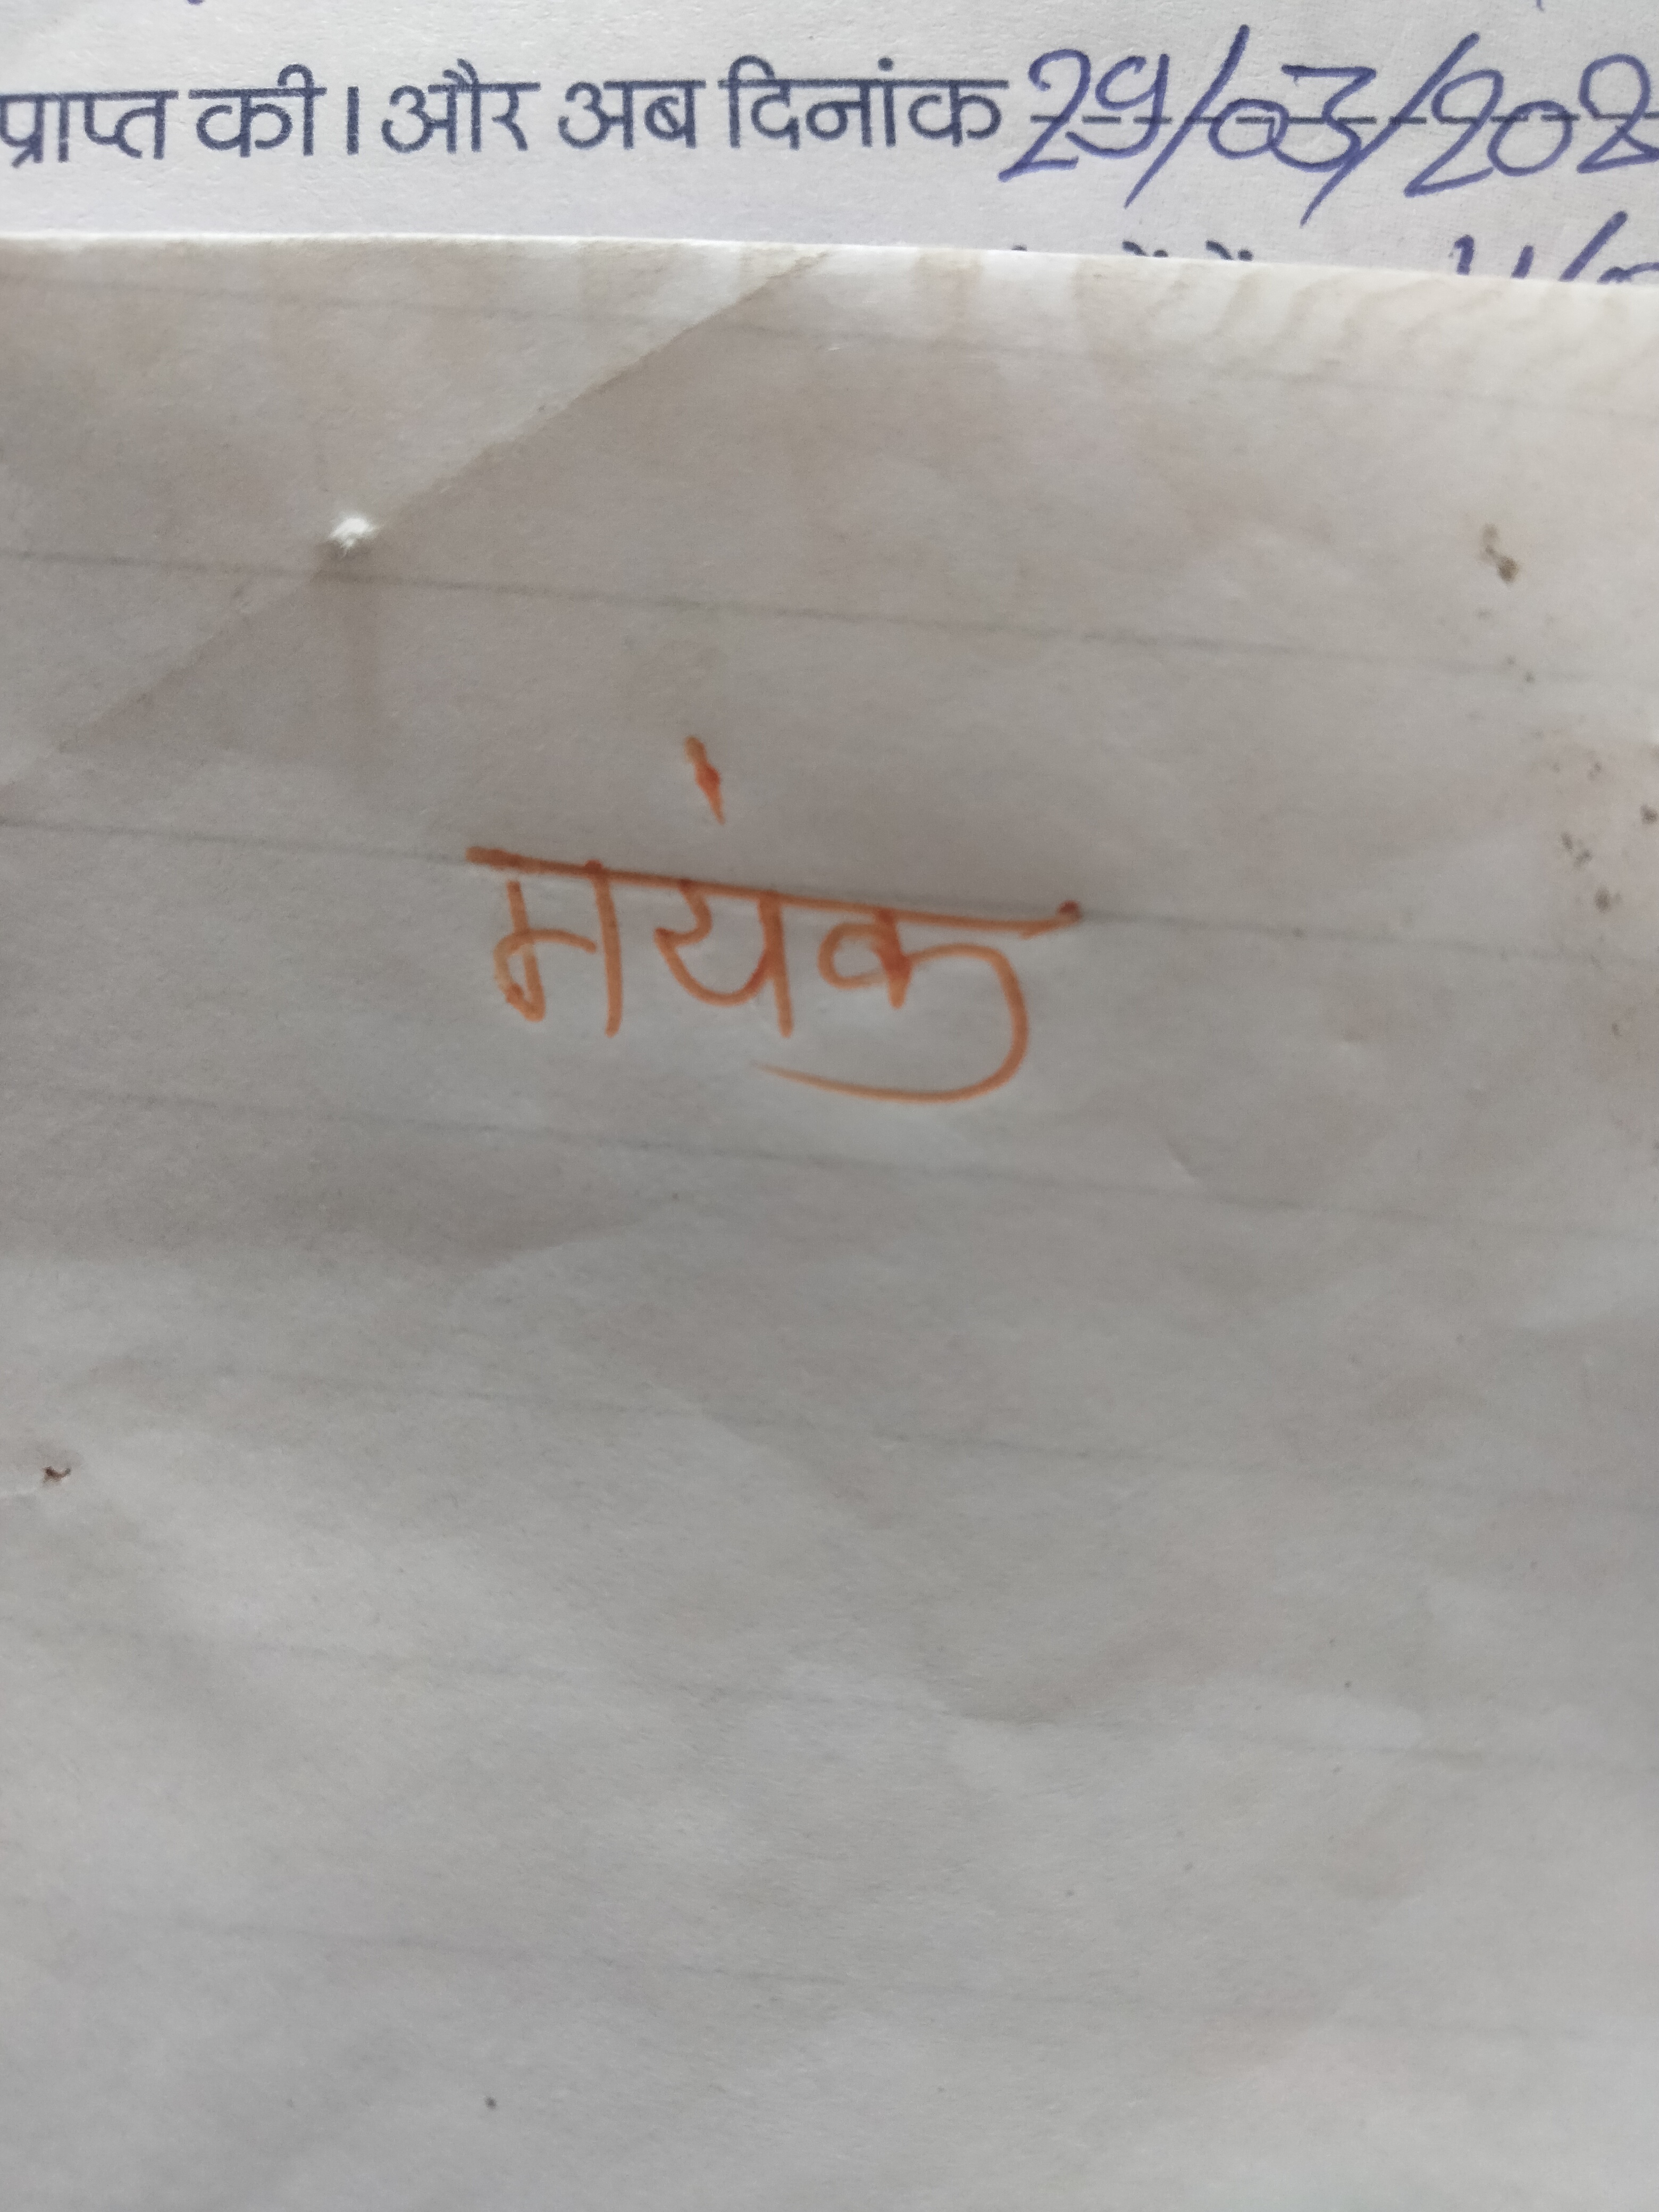 प्राप्त की। और अब दिनांक 29/03/202
मयंक